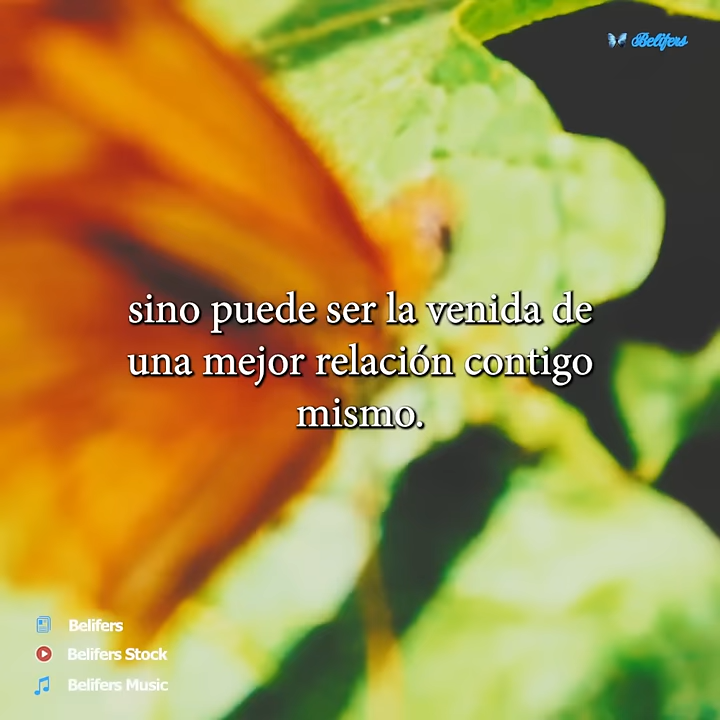 Belifers
sino puede ser la venida de
una mejor relación contigo
mismo.
Belifers
Belifers Stock
Belifers Music